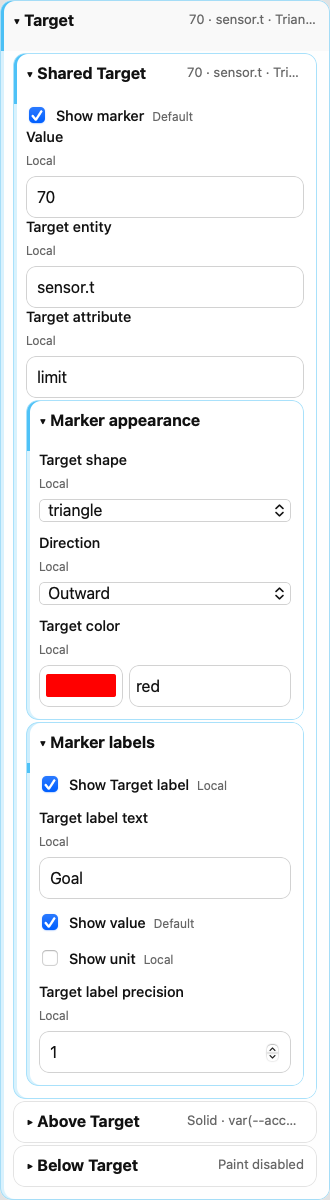 Target 70 · sensor.t · Trian...
Shared Target 70 · sensor.t · Tri...
Show marker Default
Value
Local
70
Target entity
Local
sensor.t
Target attribute
Local
limit
Marker appearance
Target shape
Local
triangle
Direction
Local
Outward
Target color
Local
red
Marker labels
Show Target label Local
Target label text
Local
Goal
Show value Default
Show unit Local
Target label precision
Local
1
Above Target Solid · var(--acc...
Below Target Paint disabled